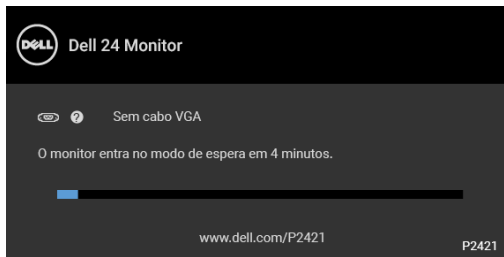 DELL Dell 24 Monitor
Sem cabo VGA
O monitor entra no modo de espera em 4 minutos.
www.dell.com/P2421
P2421